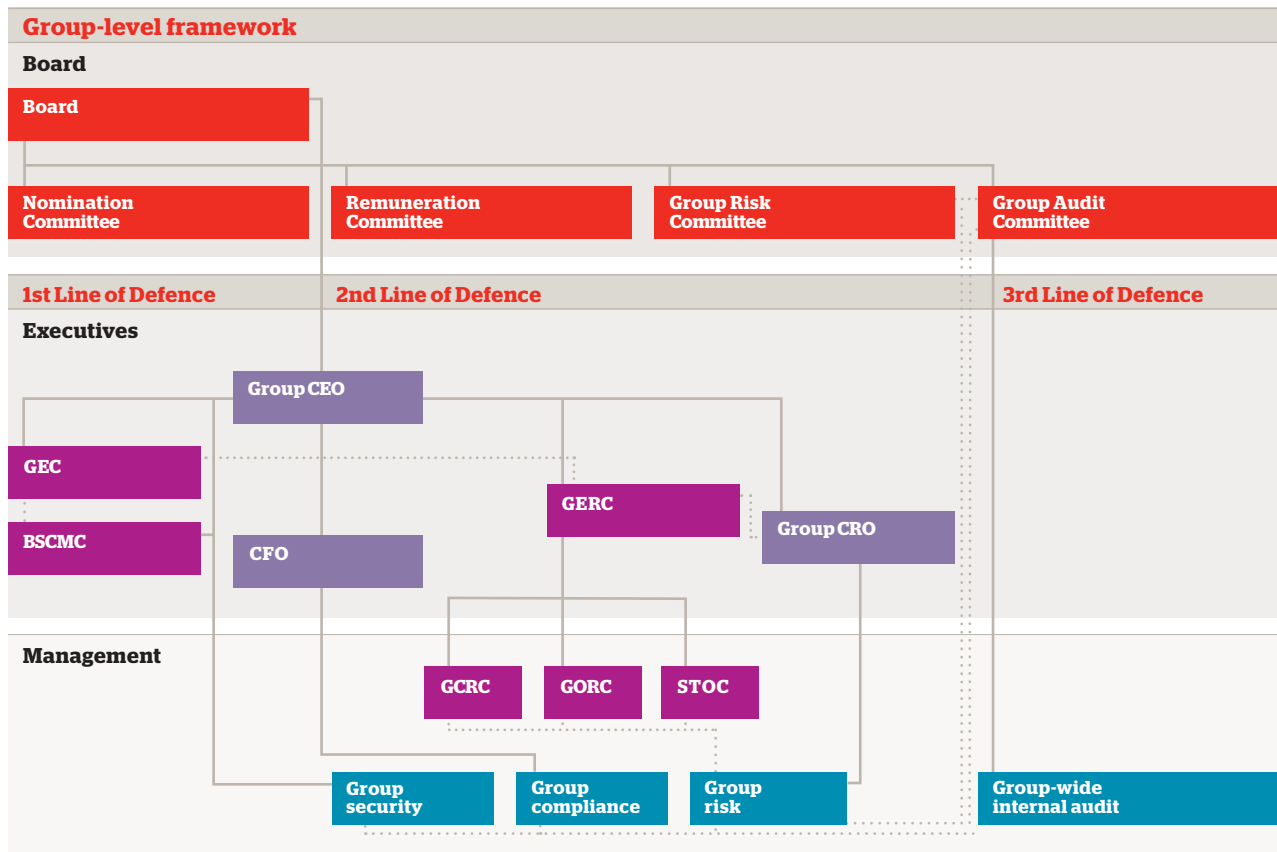 Group-level framework
Board
Board
Nomination
Committee
Remuneration
Committee
Group Risk
Committee
Group Audit
Committee
1st Line of Defence
2nd Line of Defence
3rd Line of Defence
Executives
Group CEO
GEC
GERC
Group CRO
BSCMC
CFO
Management
GCRC
GORC
STOC
Group
security
Group
compliance
Group
risk
Group-wide
internal audit